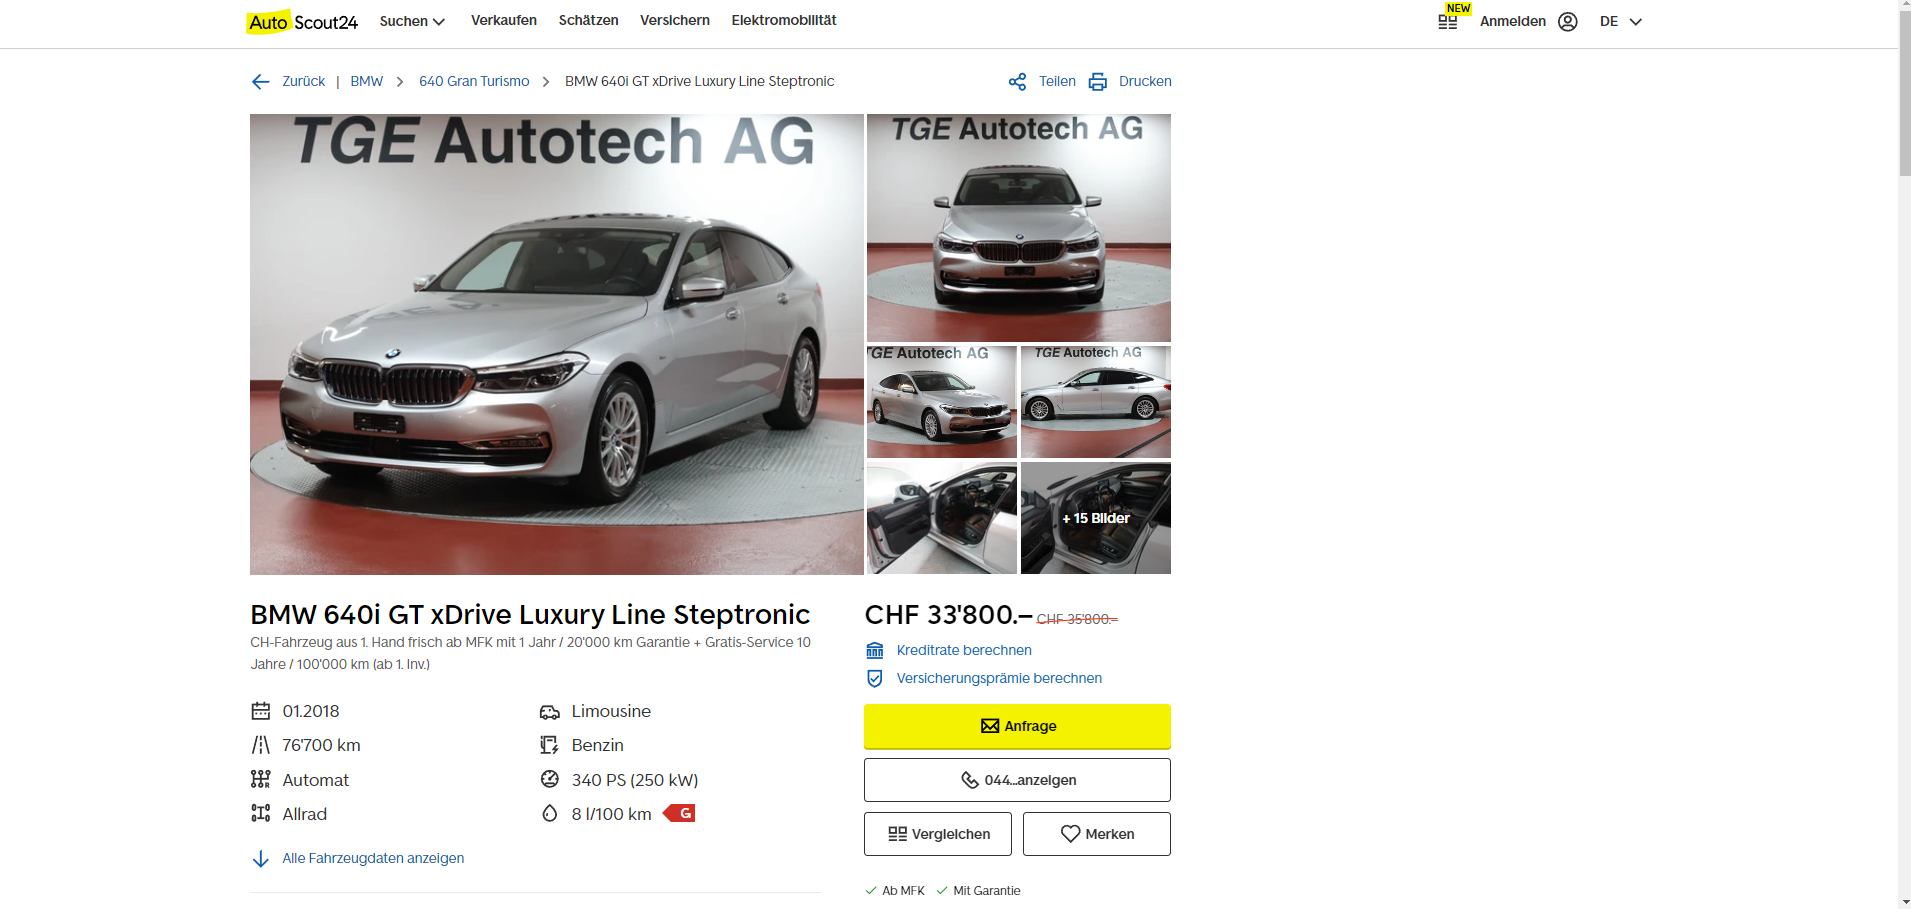 Auto Scout24 Suchen Verkaufen Schätzen Versichern Elektromobilität NEW Anmelden DE
Zurück | BMW 640 Gran Turismo BMW 640i GT xDrive Luxury Line Steptronic Teilen Drucken
TGE Autotech AG
TGE Autotech AG
TGE Autotech AG
TGE Autotech AG
+ 15 Bilder
BMW 640i GT xDrive Luxury Line Steptronic
CH-Fahrzeug aus 1. Hand frisch ab MFK mit 1 Jahr / 20'000 km Garantie + Gratis-Service 10
Jahre / 100'000 km (ab 1. Inv.)
01.2018 Limousine
76'700 km Benzin
Automat 340 PS (250 kW)
Allrad 8 l/100 km G
Alle Fahrzeugdaten anzeigen
CHF 33'800.– CHF 35'800.–
Kreditrate berechnen
Versicherungsprämie berechnen
Anfrage
044...anzeigen
Vergleichen Merken
Ab MFK Mit Garantie